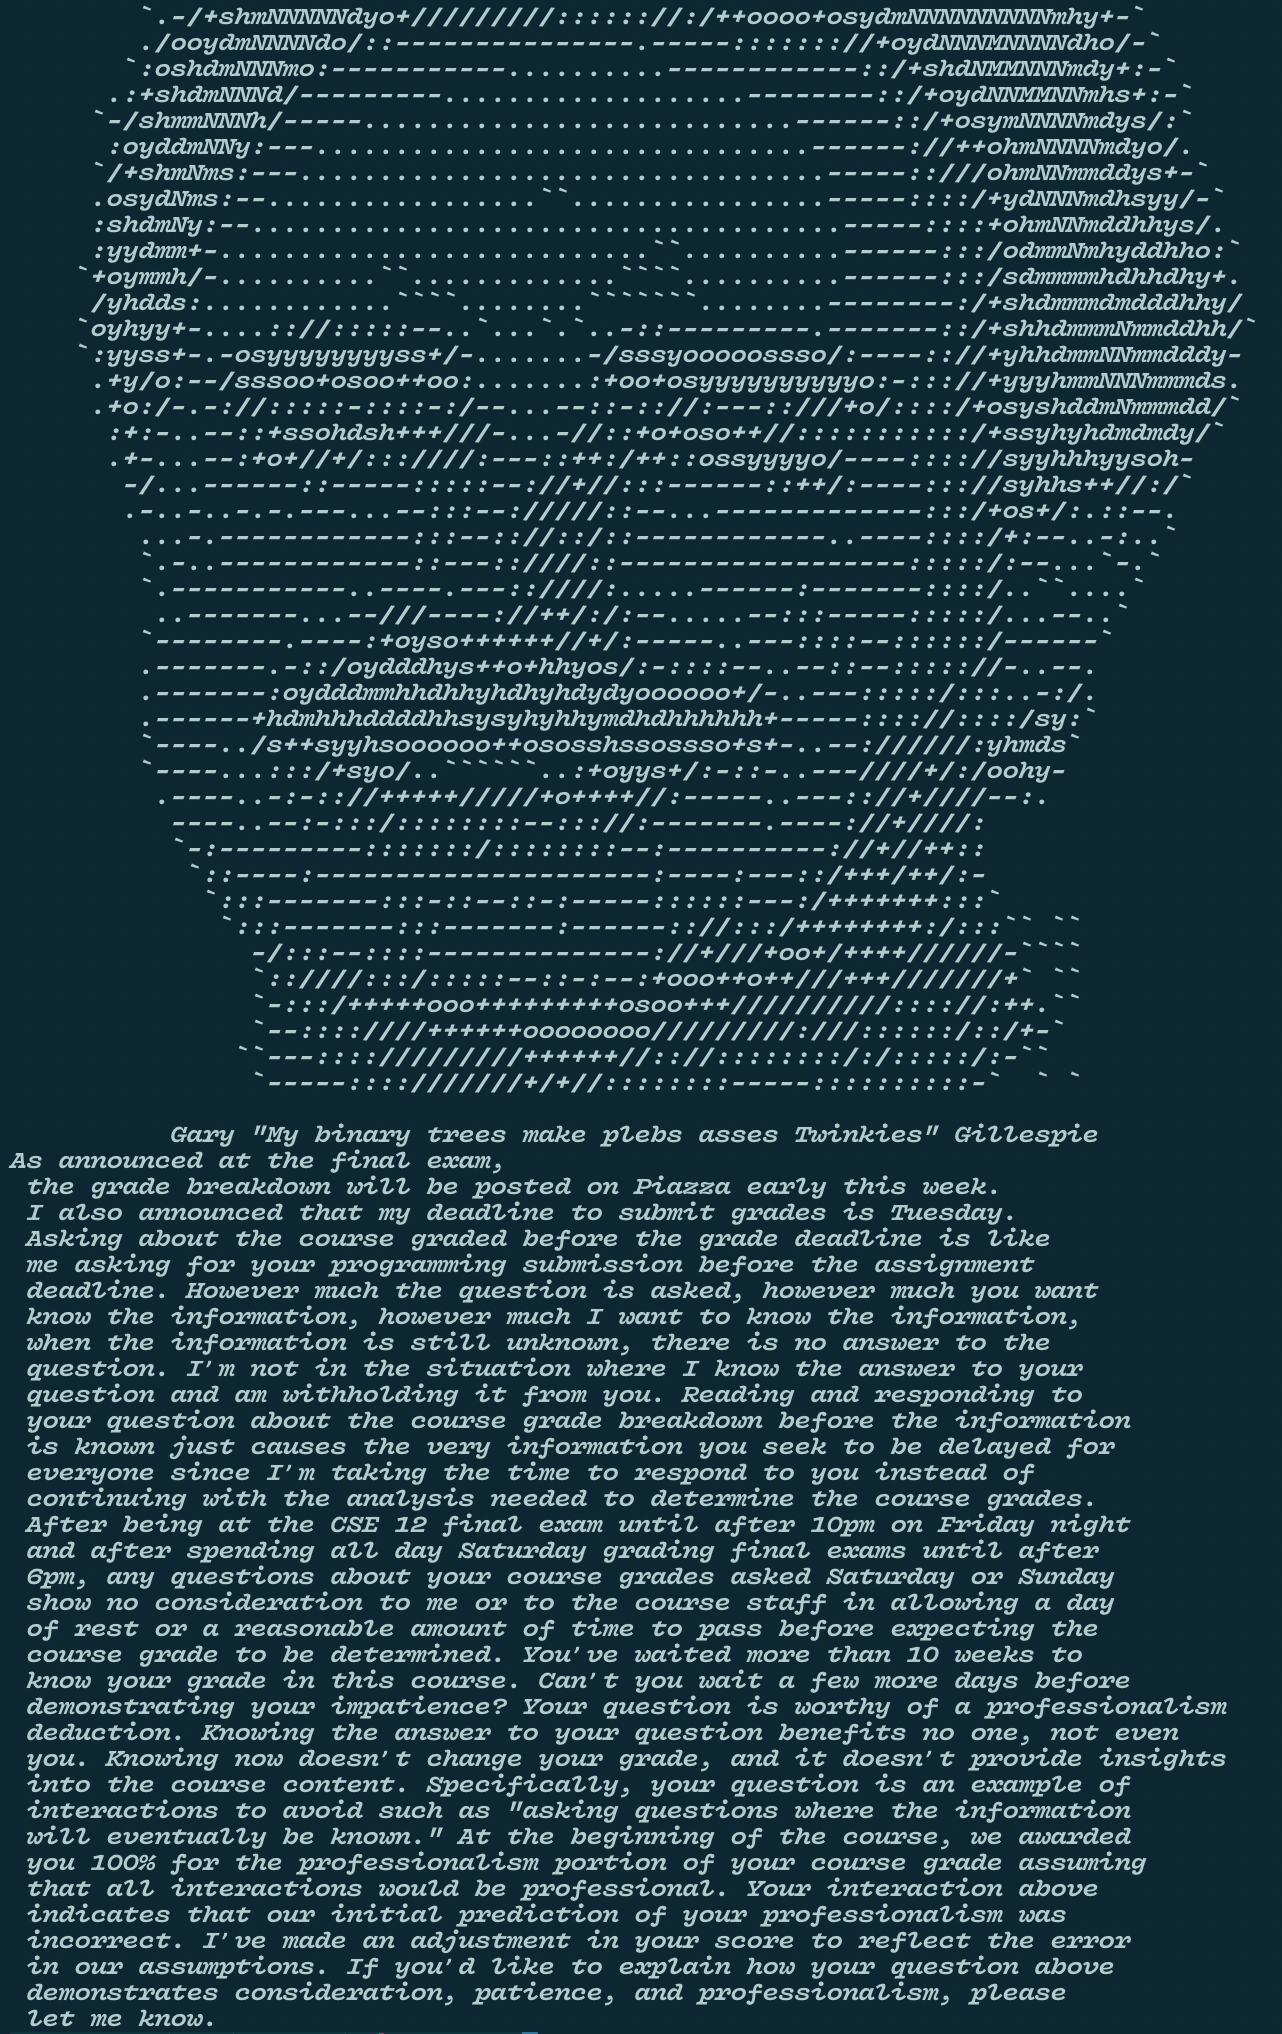 Gary "My binary trees make plebs asses Twinkies" Gillespie
As announced at the final exam,
the grade breakdown will be posted on Piazza early this week.
I also announced that my deadline to submit grades is Tuesday.
Asking about the course graded before the grade deadline is like
me asking for your programming submission before the assignment
deadline. However much the question is asked, however much you want
know the information, however much I want to know the information,
when the information is still unknown, there is no answer to the
question. I'm not in the situation where I know the answer to your
question and am withholding it from you. Reading and responding to
your question about the course grade breakdown before the information
is known just causes the very information you seek to be delayed for
everyone since I'm taking the time to respond to you instead of
continuing with the analysis needed to determine the course grades.
After being at the CSE 12 final exam until after 10pm on Friday night
and after spending all day Saturday grading final exams until after
6pm, any questions about your course grades asked Saturday or Sunday
show no consideration to me or to the course staff in allowing a day
of rest or a reasonable amount of time to pass before expecting the
course grade to be determined. You've waited more than 10 weeks to
know your grade in this course. Can't you wait a few more days before
demonstrating your impatience? Your question is worthy of a professionalism
deduction. Knowing the answer to your question benefits no one, not even
you. Knowing now doesn't change your grade, and it doesn't provide insights
into the course content. Specifically, your question is an example of
interactions to avoid such as "asking questions where the information
will eventually be known." At the beginning of the course, we awarded
you 100% for the professionalism portion of your course grade assuming
that all interactions would be professional. Your interaction above
indicates that our initial prediction of your professionalism was
incorrect. I've made an adjustment in your score to reflect the error
in our assumptions. If you'd like to explain how your question above
demonstrates consideration, patience, and professionalism, please
let me know.